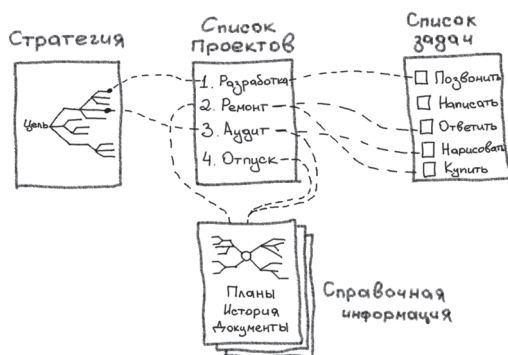 Стратегия
Цель
Список
Проектов
1. Разработка
2. Ремонт
3. Аудит
4. Отпуск
Список
задач
Позвонить
Написать
Ответить
Нарисовать
Купить
Планы
История
Документы
Справочная
информация